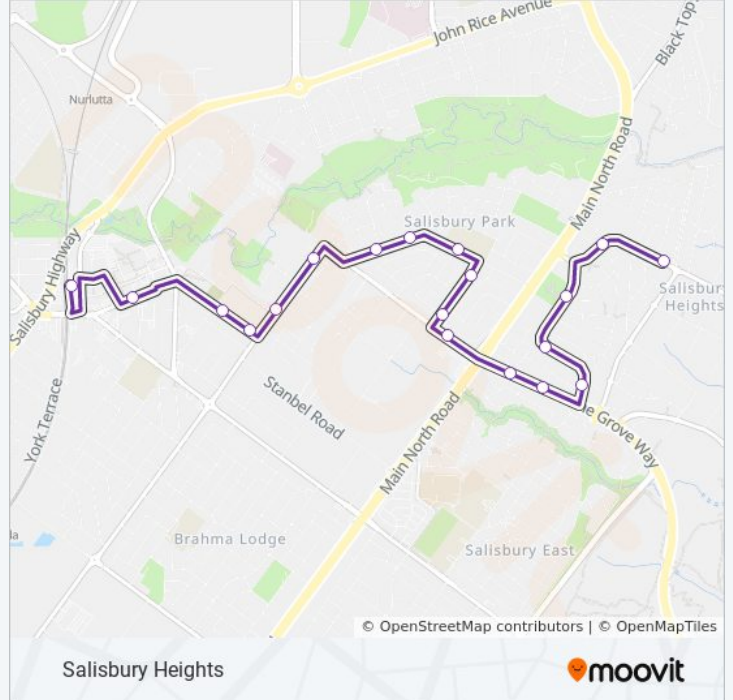 John Rice Avenue
Black Top
Nurlutta
Main North Road
Salisbury Park
Salisbury Highway
Salisbury
Heights
York Terrace
Stanbel Road
Main North Road
e Grove Way
la
Brahma Lodge
Salisbury East
© OpenStreetMap contributors | © OpenMapTiles
Salisbury Heights
moovit